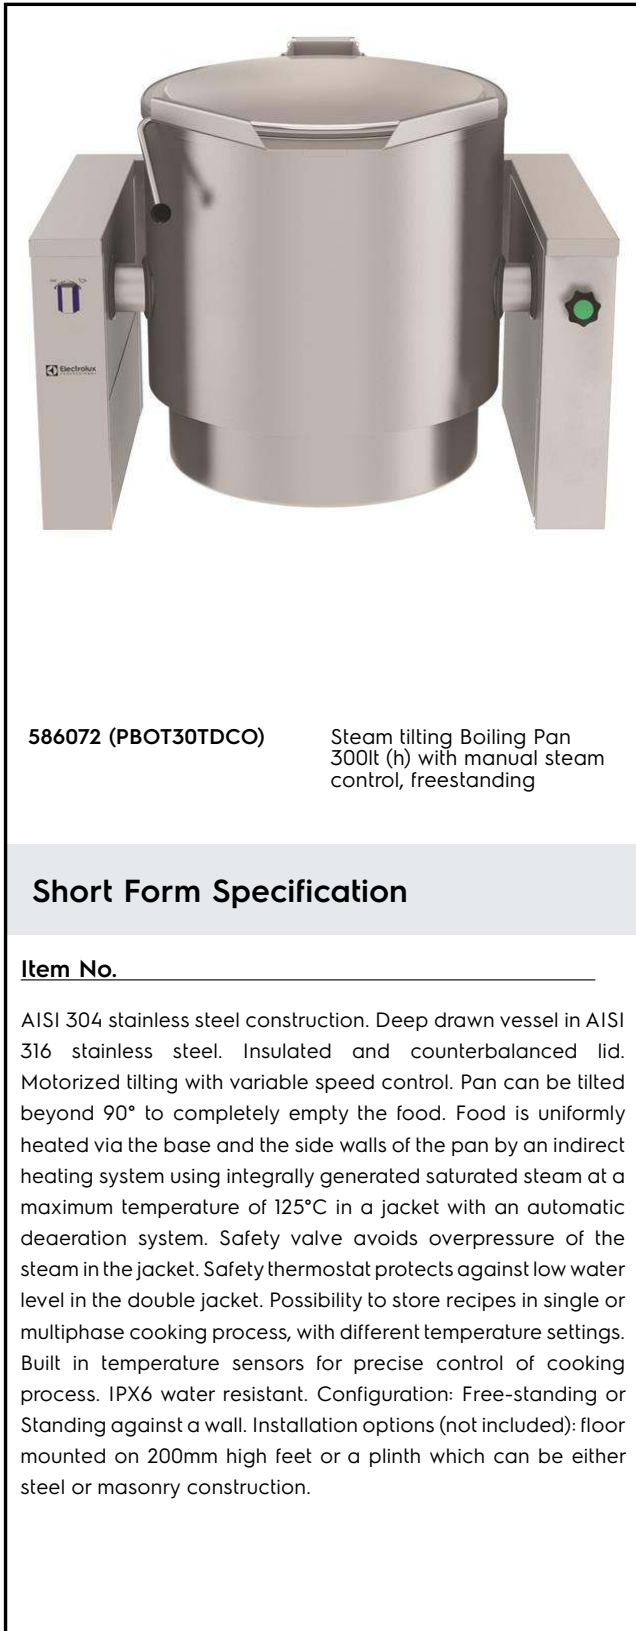 Electrolux
PROFESSIONAL
586072 (PBOT30TDCO)
Steam tilting Boiling Pan
300lt (h) with manual steam
control, freestanding
Short Form Specification
Item No.
AISI 304 stainless steel construction. Deep drawn vessel in AISI
316 stainless steel. Insulated and counterbalanced lid.
Motorized tilting with variable speed control. Pan can be tilted
beyond 90° to completely empty the food. Food is uniformly
heated via the base and the side walls of the pan by an indirect
heating system using integrally generated saturated steam at a
maximum temperature of 125°C in a jacket with an automatic
deaeration system. Safety valve avoids overpressure of the
steam in the jacket. Safety thermostat protects against low water
level in the double jacket. Possibility to store recipes in single or
multiphase cooking process, with different temperature settings.
Built in temperature sensors for precise control of cooking
process. IPX6 water resistant. Configuration: Free-standing or
Standing against a wall. Installation options (not included): floor
mounted on 200mm high feet or a plinth which can be either
steel or masonry construction.